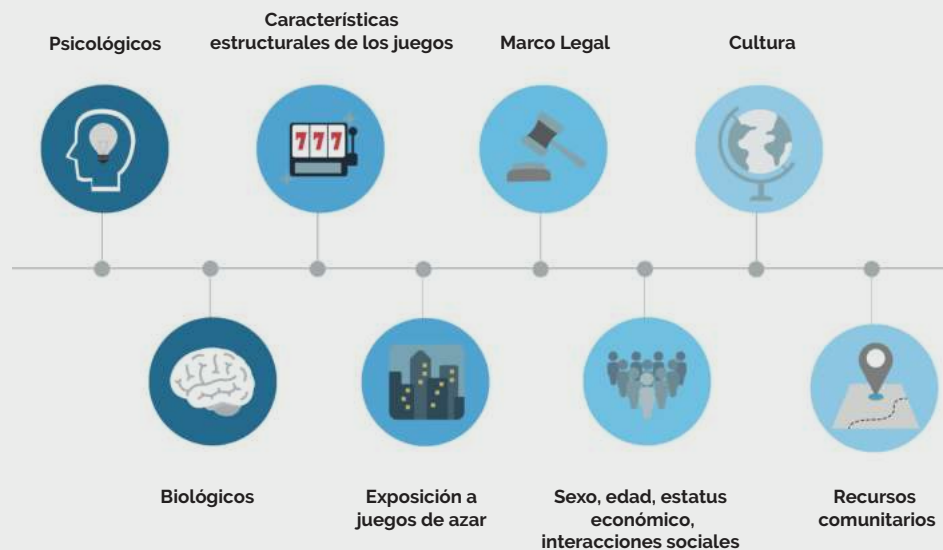 Psicológicos
Características
estructurales de los juegos
Marco Legal
Cultura
777
Biológicos
Exposición a
juegos de azar
Sexo, edad, estatus
económico,
interacciones sociales
Recursos
comunitarios